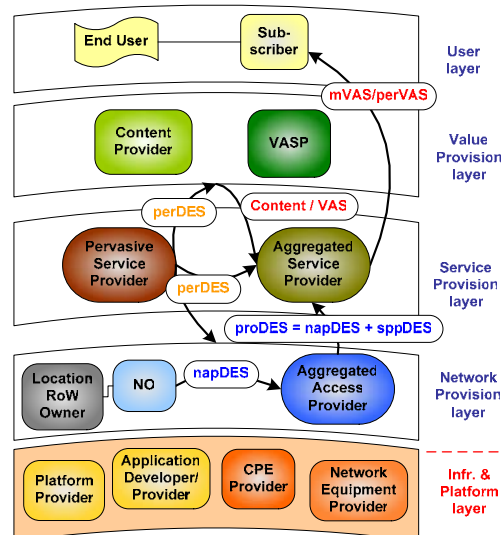 End User
Sub-
scriber
User
layer
mVAS/perVAS
Content
Provider
VASP
Value
Provision
layer
perDES
Content / VAS
Pervasive
Service
Provider
Aggregated
Service
Provider
perDES
Service
Provision
layer
proDES = napDES + sppDES
Location
RoW
Owner
NO
napDES
Aggregated
Access
Provider
Network
Provision
layer
Platform
Provider
Application
Developer/
Provider
CPE
Provider
Network
Equipment
Provider
Infr. &
Platform
layer